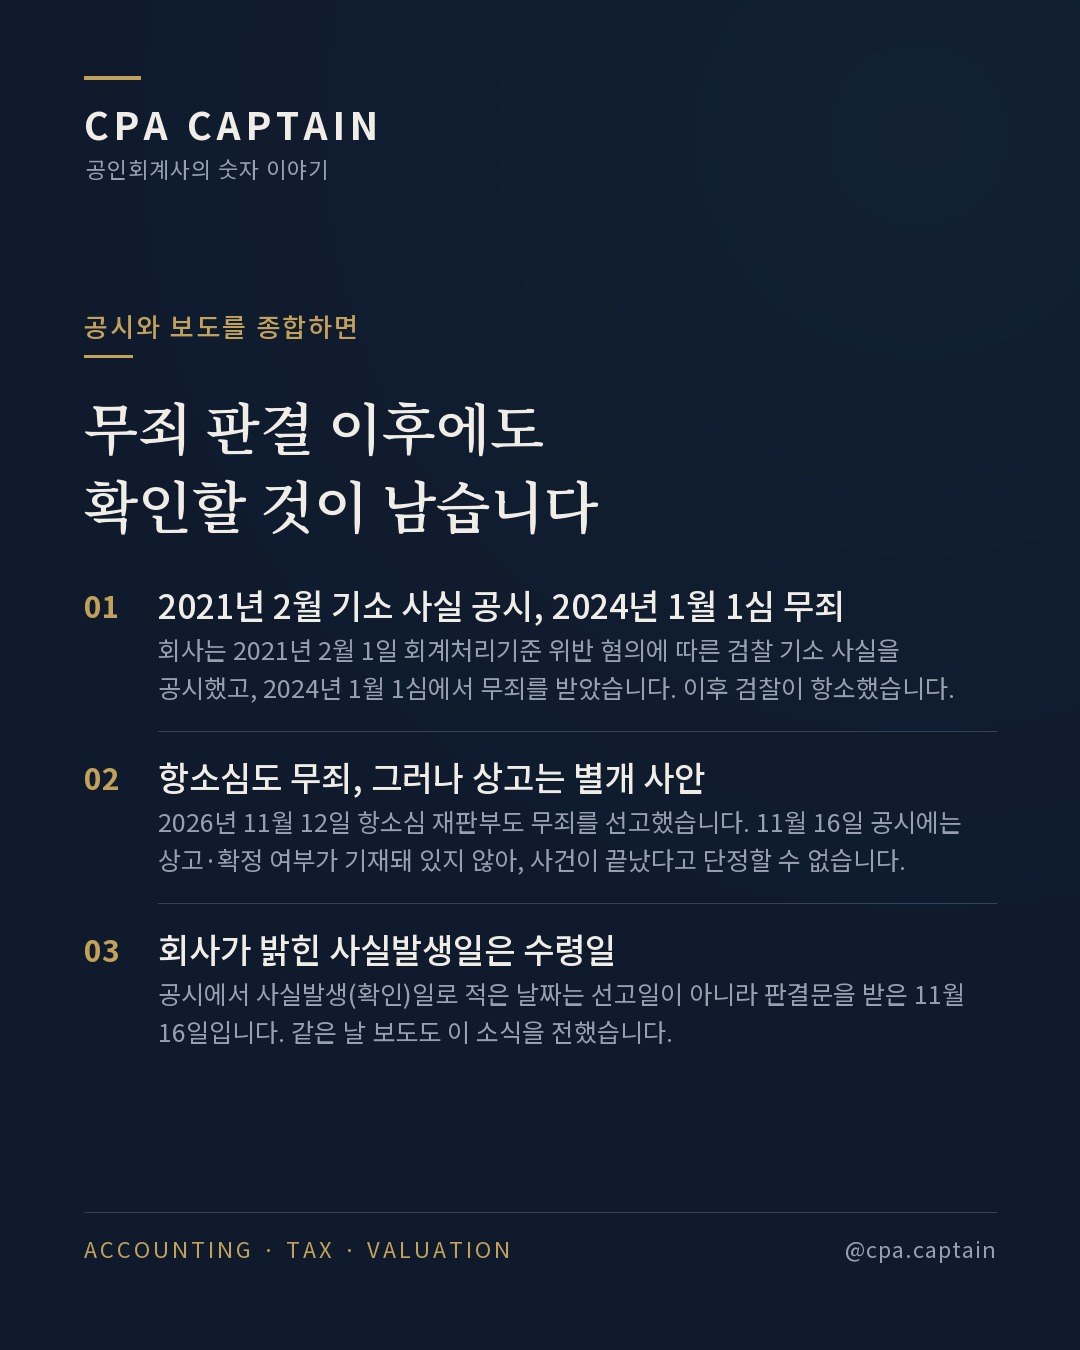 CPA CAPTAIN
공인회계사의 숫자 이야기
공시와 보도를 종합하면
무죄 판결 이후에도
확인할 것이 남습니다
01
2021년 2월 기소 사실 공시, 2024년 1월 1심 무죄
회사는 2021년 2월 1일 회계처리기준 위반 혐의에 따른 검찰 기소 사실을
공시했고, 2024년 1월 1심에서 무죄를 받았습니다. 이후 검찰이 항소했습니다.
02
항소심도 무죄, 그러나 상고는 별개 사안
2026년 11월 12일 항소심 재판부도 무죄를 선고했습니다. 11월 16일 공시에는
상고·확정 여부가 기재돼 있지 않아, 사건이 끝났다고 단정할 수 없습니다.
03
회사가 밝힌 사실발생일은 수령일
공시에서 사실발생(확인)일로 적은 날짜는 선고일이 아니라 판결문을 받은 11월
16일입니다. 같은 날 보도도 이 소식을 전했습니다.
ACCOUNTING · TAX · VALUATION
@cpa.captain